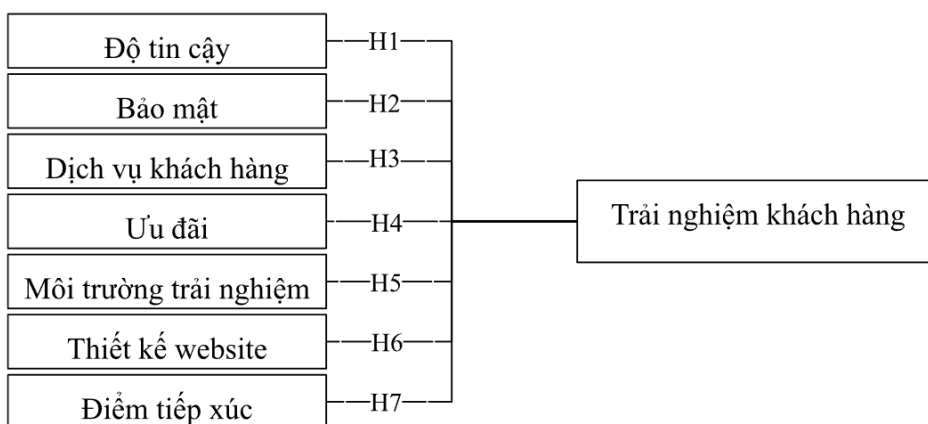 Độ tin cậy
H1
Bảo mật
H2
Dịch vụ khách hàng
H3
Ưu đãi
H4
Môi trường trải nghiệm
H5
Thiết kế website
H6
Điểm tiếp xúc
H7
Trải nghiệm khách hàng